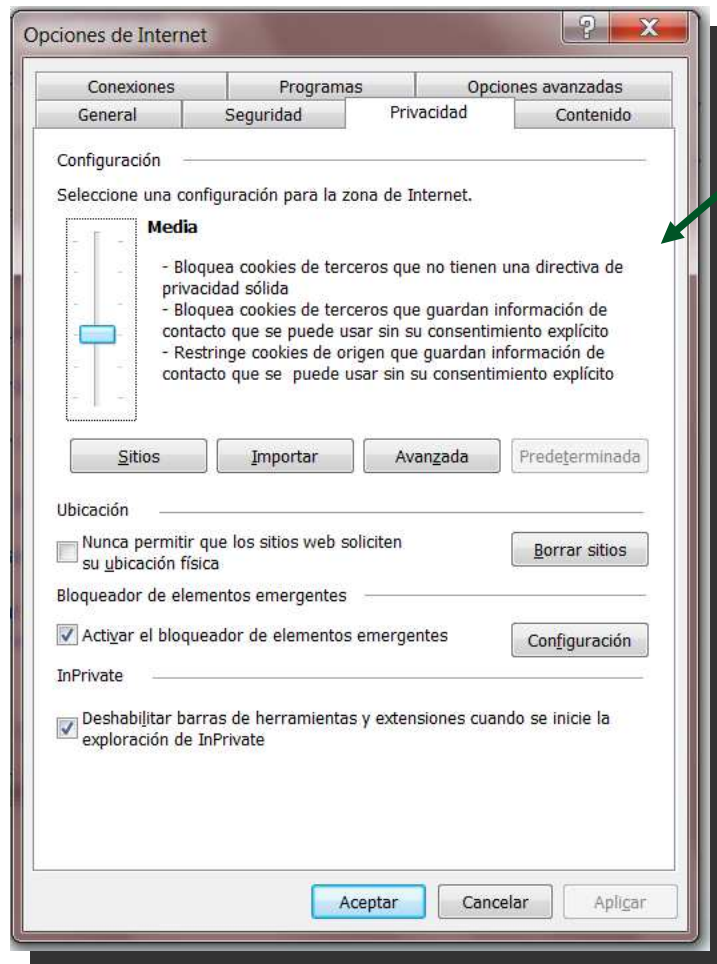 Opciones de Internet
Conexiones Programas Opciones avanzadas
General Seguridad Privacidad Contenido
Configuración
Seleccione una configuración para la zona de Internet.
Media
- Bloquea cookies de terceros que no tienen una directiva de
privacidad sólida
- Bloquea cookies de terceros que guardan información de
contacto que se puede usar sin su consentimiento explícito
- Restringe cookies de origen que guardan información de
contacto que se puede usar sin su consentimiento explícito
Sitios Importar Avanzada Predeterminada
Ubicación
Nunca permitir que los sitios web soliciten
su ubicación física
Borrar sitios
Bloqueador de elementos emergentes
Activar el bloqueador de elementos emergentes
Configuración
InPrivate
Deshabilitar barras de herramientas y extensiones cuando se inicie la
exploración de InPrivate
Aceptar Cancelar Aplicar